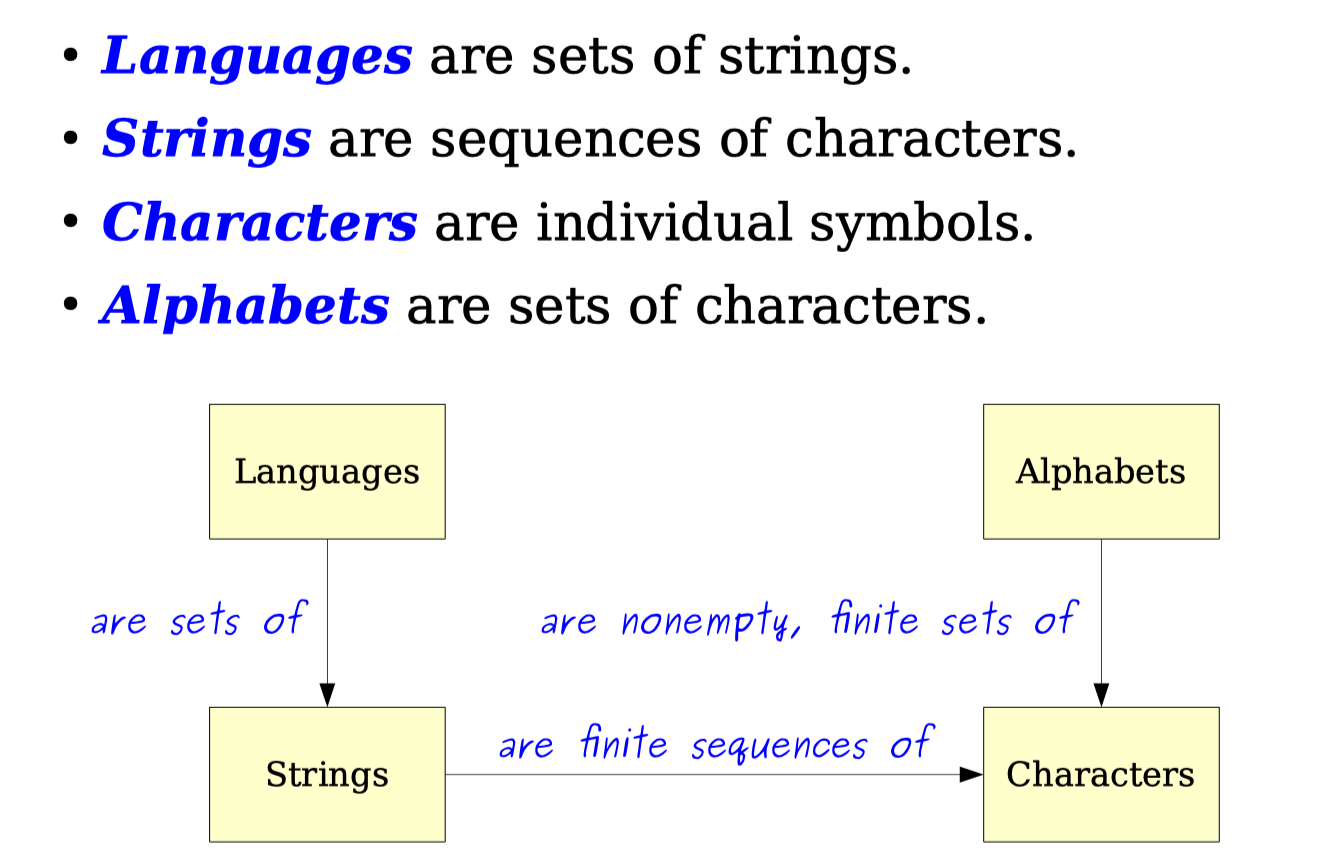 • Languages are sets of strings.
• Strings are sequences of characters.
• Characters are individual symbols.
• Alphabets are sets of characters.
Languages
Alphabets
are sets of
are nonempty, finite sets of
are finite sequences of
Strings
Characters